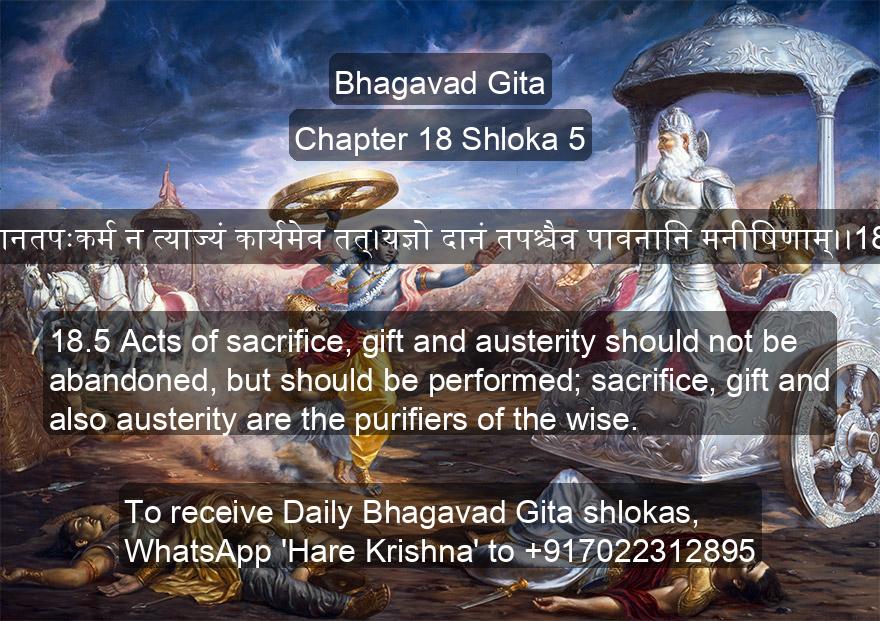 Bhagavad Gita
Chapter 18 Shloka 5
न त्याज्यं कार्यमेव तत्।यज्ञो दानं तपश्चैव पावनानि मनीषिणाम्।।18
18.5 Acts of sacrifice, gift and austerity should not be
abandoned, but should be performed; sacrifice, gift and
also austerity are the purifiers of the wise.
To receive Daily Bhagavad Gita shlokas,
WhatsApp 'Hare Krishna' to +917022312895